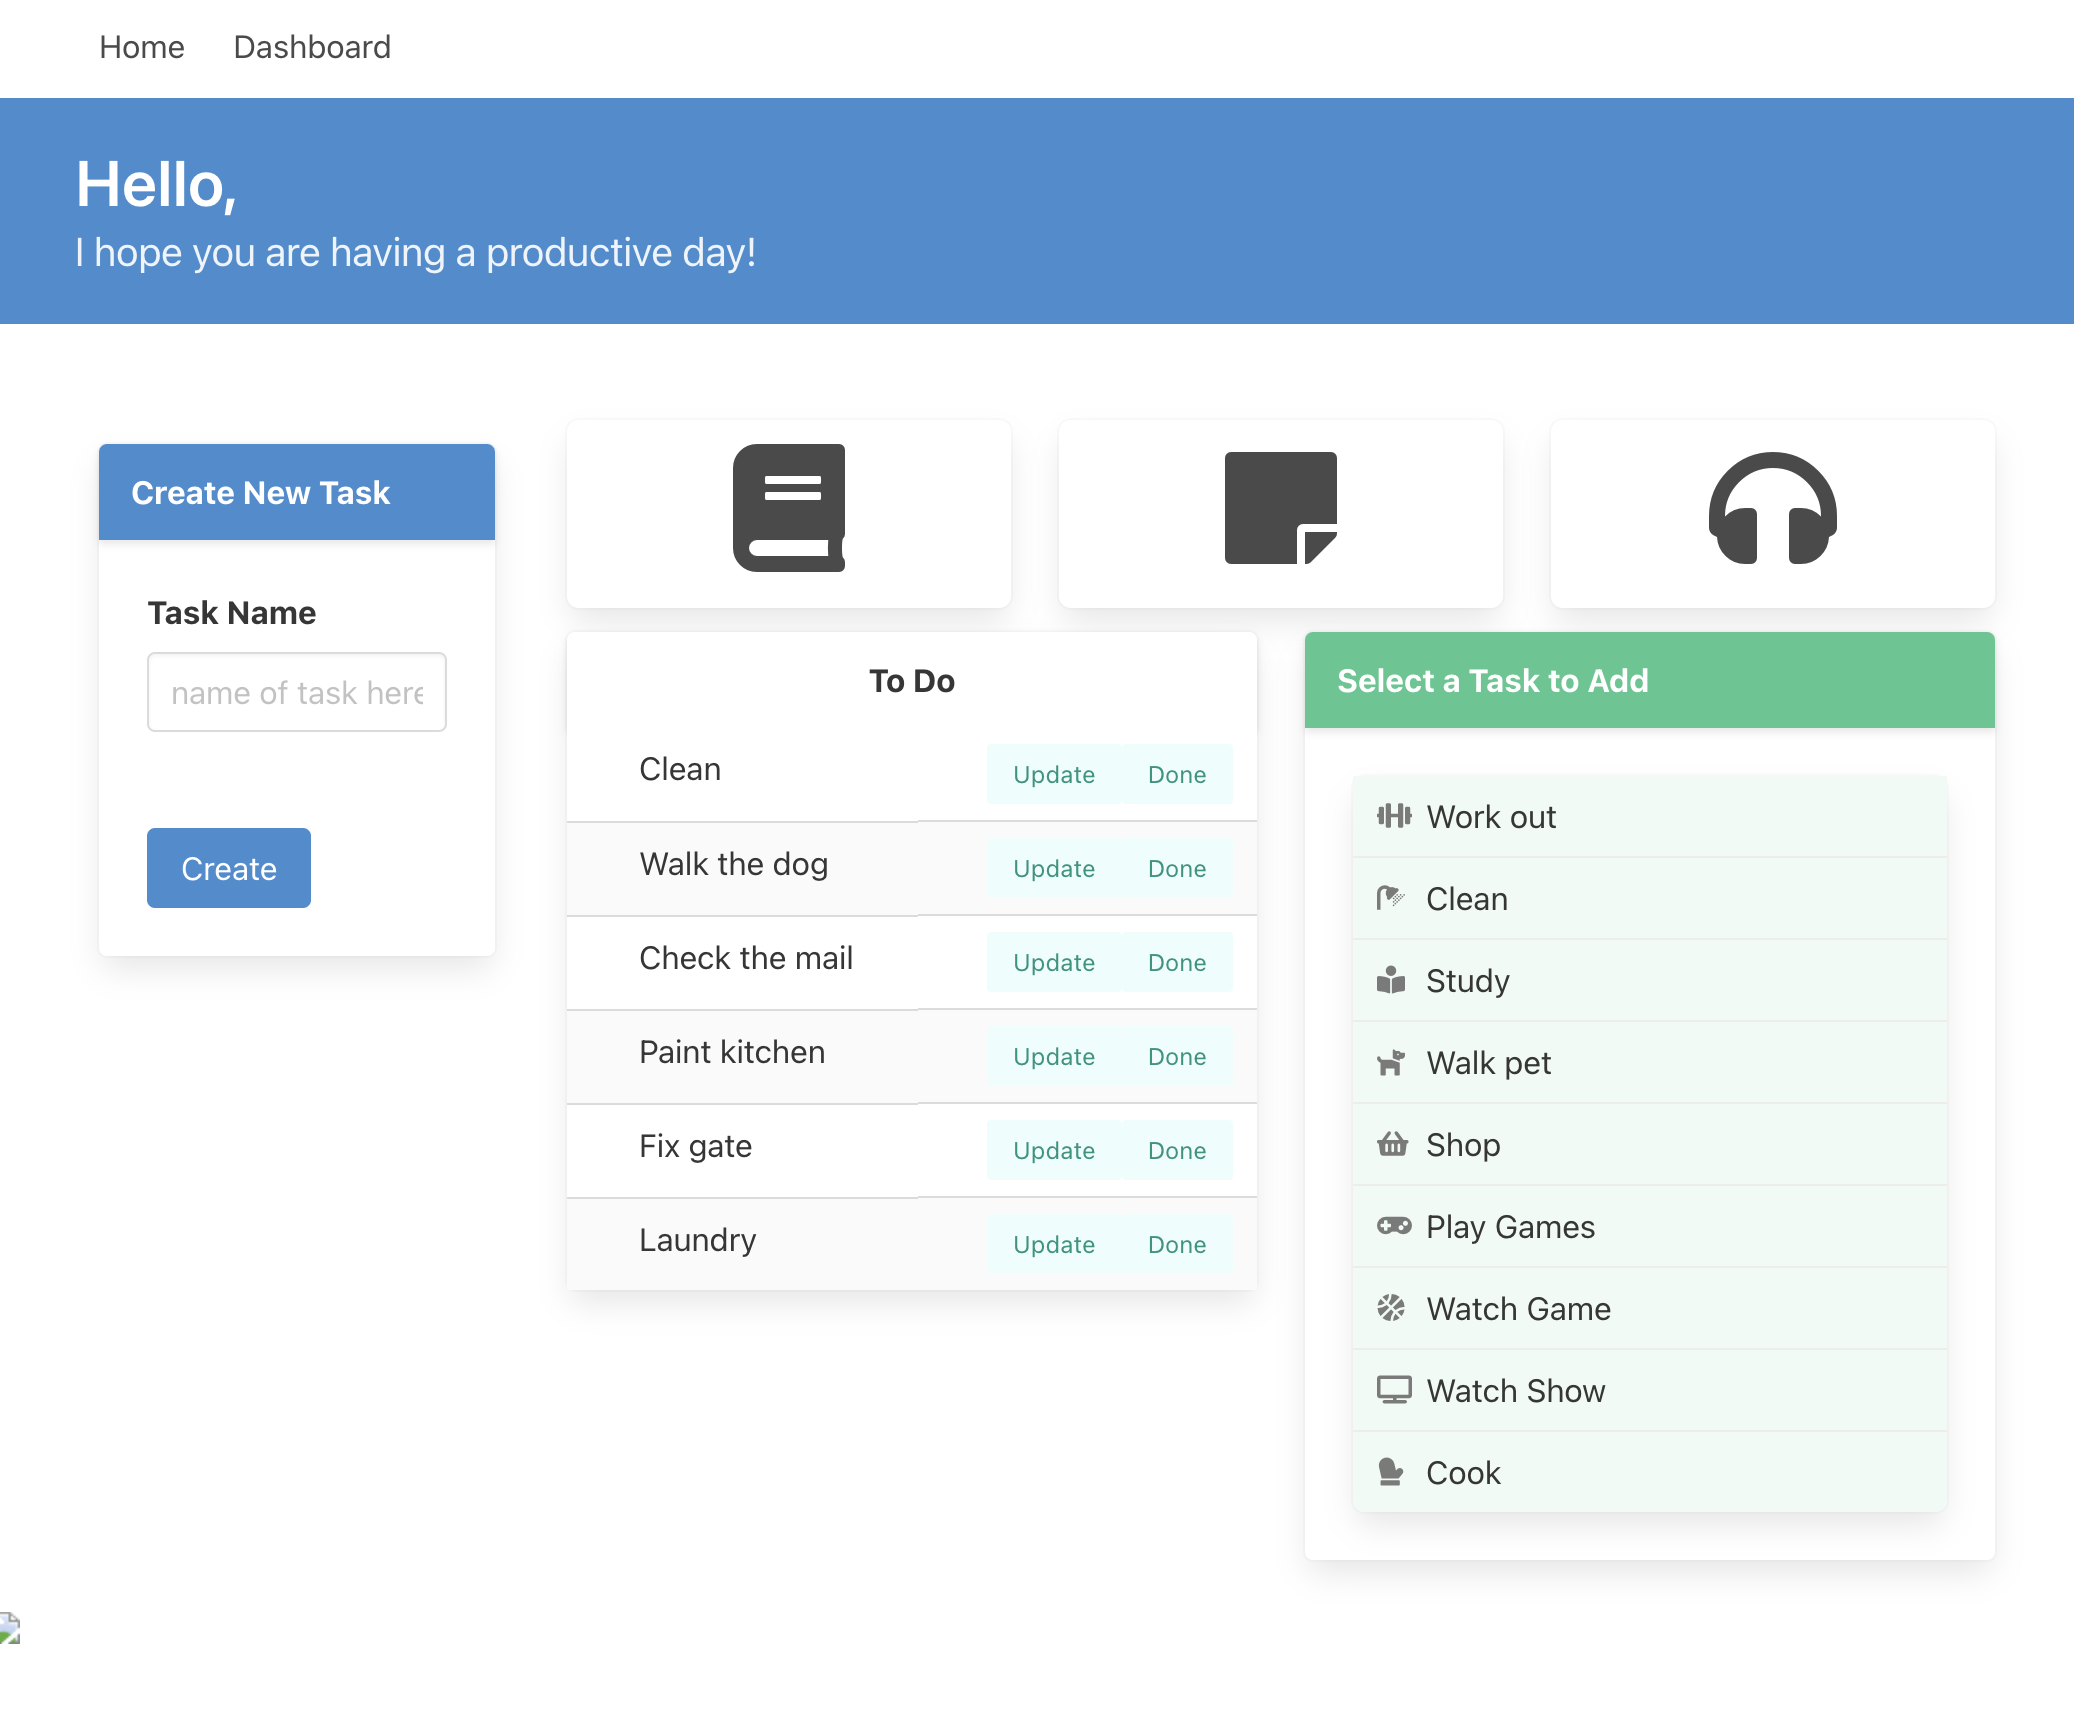 Home Dashboard
Hello,
I hope you are having a productive day!
Create New Task
Task Name
name of task here
Create
To Do
Clean Update Done
Walk the dog Update Done
Check the mail Update Done
Paint kitchen Update Done
Fix gate Update Done
Laundry Update Done
Select a Task to Add
Work out
Clean
Study
Walk pet
Shop
Play Games
Watch Game
Watch Show
Cook